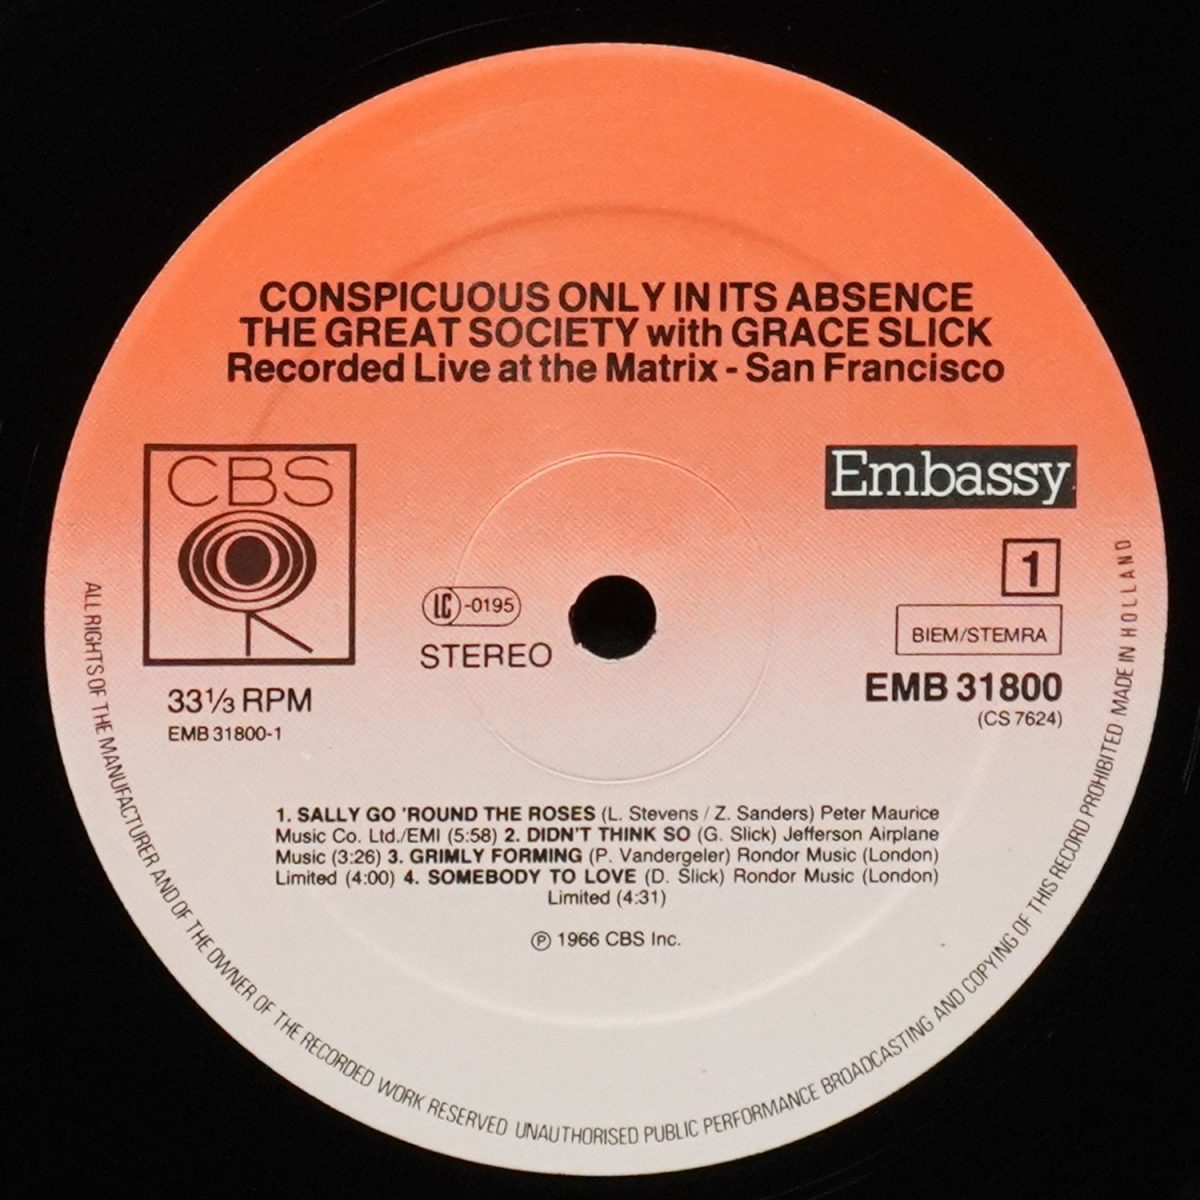 CONSPICUOUS ONLY IN ITS ABSENCE
THE GREAT SOCIETY with GRACE SLICK
Recorded Live at the Matrix - San Francisco
CBS
Embassy
1
LC -0195
BIEM/STEMRA
STEREO
EMB 31800
33⅓ RPM
(CS 7624)
EMB 31800-1
1. SALLY GO 'ROUND THE ROSES (L. Stevens / Z. Sanders) Peter Maurice
Music Co. Ltd./EMI (5:58) 2. DIDN'T THINK SO (G. Slick) Jefferson Airplane
Music (3:26) 3. GRIMLY FORMING (P. Vandergeler) Rondor Music (London)
Limited (4:00) 4. SOMEBODY TO LOVE (D. Slick) Rondor Music (London)
Limited (4:31)
℗ 1966 CBS Inc.
ALL RIGHTS OF THE MANUFACTURER AND OF THE OWNER OF THE RECORDED WORK RESERVED UNAUTHORISED PUBLIC PERFORMANCE BROADCASTING AND COPYING OF THIS RECORD PROHIBITED MADE IN HOLLAND